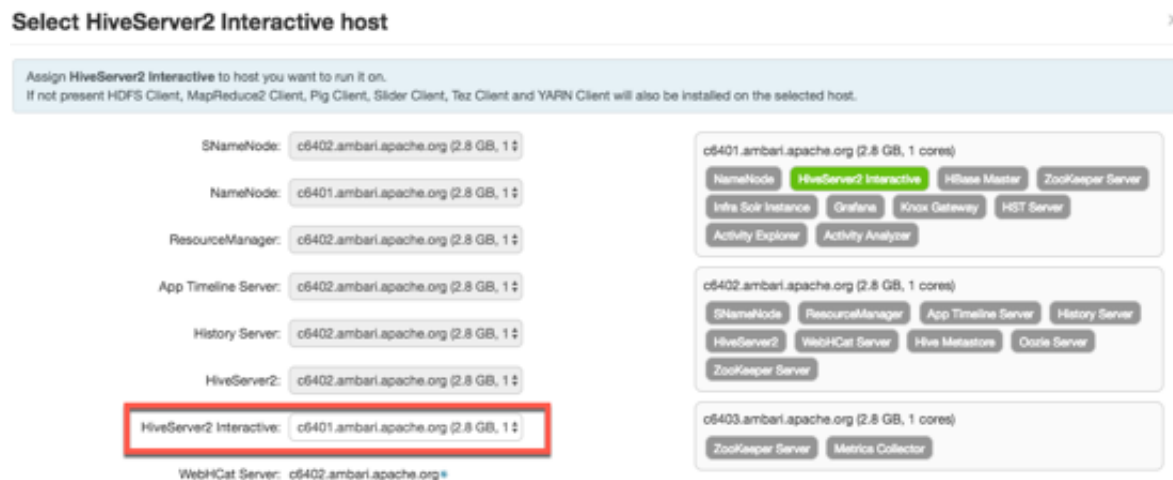 Select HiveServer2 Interactive host
Assign HiveServer2 Interactive to host you want to run it on.
If not present HDFS Client, MapReduce2 Client, Pig Client, Slider Client, Tez Client and YARN Client will also be installed on the selected host.
SNameNode: c6402.ambari.apache.org (2.8 GB, 1
NameNode: c6401.ambari.apache.org (2.8 GB, 1
ResourceManager: c6402.ambari.apache.org (2.8 GB, 1
App Timeline Server: c6402.ambari.apache.org (2.8 GB, 1
History Server: c6402.ambari.apache.org (2.8 GB, 1
HiveServer2: c6402.ambari.apache.org (2.8 GB, 1
HiveServer2 Interactive: c6401.ambari.apache.org (2.8 GB, 1
WebHCat Server: c6402.ambari.apache.org
c6401.ambari.apache.org (2.8 GB, 1 cores)
NameNode HiveServer2 Interactive HBase Master ZooKeeper Server
Infra Solr Instance Grafana Knox Gateway HST Server
Activity Explorer Activity Analyzer
c6402.ambari.apache.org (2.8 GB, 1 cores)
SNameNode ResourceManager App Timeline Server History Server
HiveServer2 WebHCat Server Hive Metastore Oozie Server
ZooKeeper Server
c6403.ambari.apache.org (2.8 GB, 1 cores)
ZooKeeper Server Metrics Collector